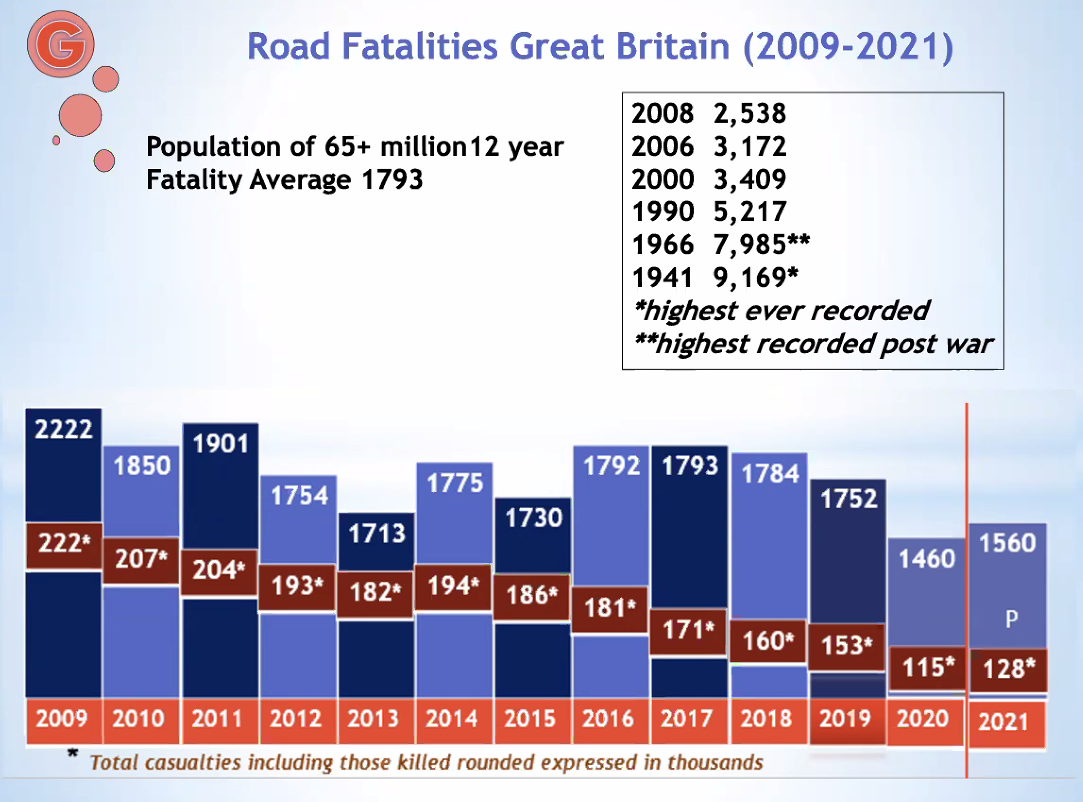 G
Road Fatalities Great Britain (2009-2021)
Population of 65+ million12 year
Fatality Average 1793
2008 2,538
2006 3,172
2000 3,409
1990 5,217
1966 7,985**
1941 9,169*
*highest ever recorded
**highest recorded post war
2222 1850 1901 1754 1713 1775 1730 1792 1793 1784 1752 1460 1560
P
222* 207* 204* 193* 182* 194* 186* 181* 171* 160* 153* 115* 128*
2009 2010 2011 2012 2013 2014 2015 2016 2017 2018 2019 2020 2021
* Total casualties including those killed rounded expressed in thousands